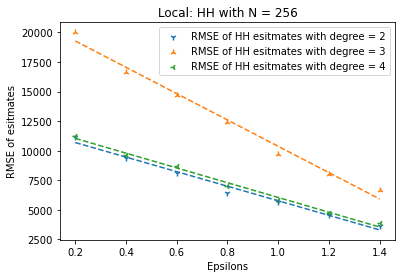 Local: HH with N = 256
RMSE of HH esitmates with degree = 2
RMSE of HH esitmates with degree = 3
RMSE of HH esitmates with degree = 4
RMSE of esitmates
20000
17500
15000
12500
10000
7500
5000
2500
0.2 0.4 0.6 0.8 1.0 1.2 1.4
Epsilons